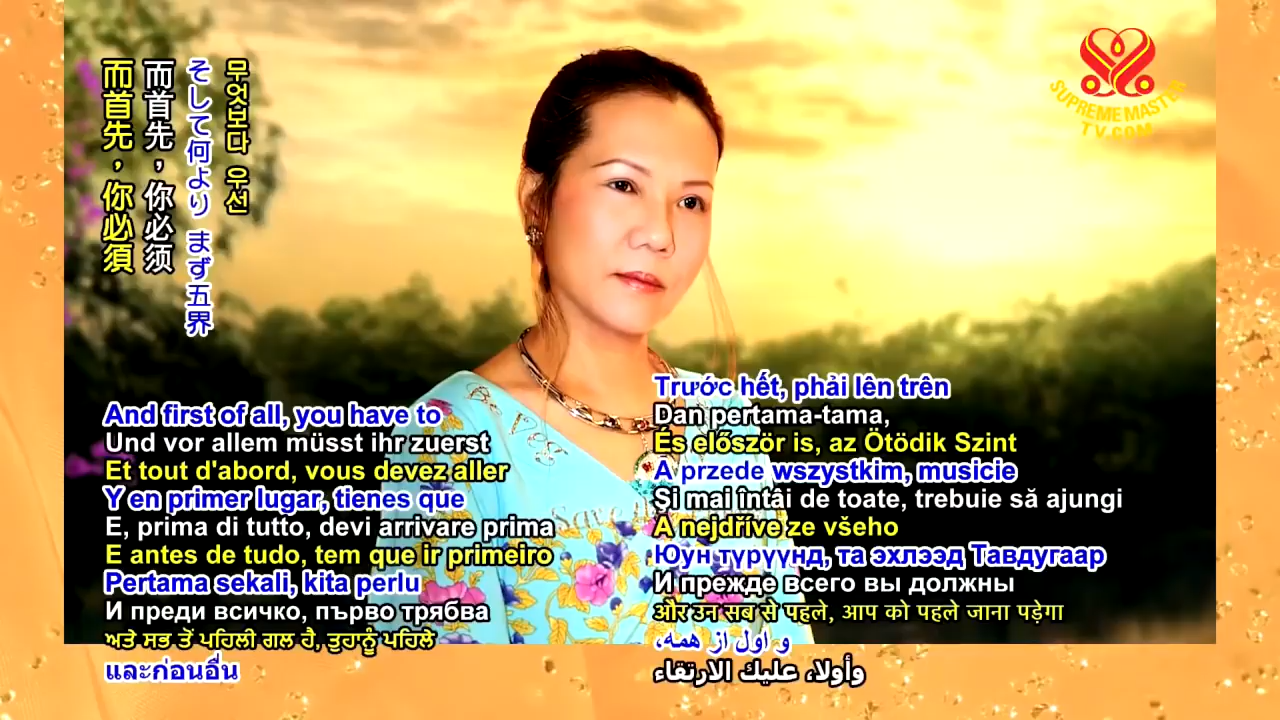 무엇보다 우선
そして何より まず五界
而首先，你必须
而首先，你必須
SUPREME MASTER
TV.COM
And first of all, you have to
Und vor allem müsst ihr zuerst
Et tout d'abord, vous devez aller
Y en primer lugar, tienes que
E, prima di tutto, devi arrivare prima
E antes de tudo, tem que ir primeiro
Pertama sekali, kita perlu
И преди всичко, първо трябва
ਅਤੇ ਸਭ ਤੋਂ ਪਹਿਲੀ ਗਲ ਹੈ, ਤੁਹਾਨੂੰ ਪਹਿਲੇ
และก่อนอื่น
Trước hết, phải lên trên
Dan pertama-tama,
És először is, az Ötödik Szint
A przede wszystkim, musicie
Și mai întâi de toate, trebuie să ajungi
A nejdříve ze všeho
Юун түрүүнд, та эхлээд Тавдугаар
И прежде всего вы должны
और उन सब से पहले, आप को पहले जाना पड़ेगा
و اول از همه،
وأولا، عليك الارتقاء